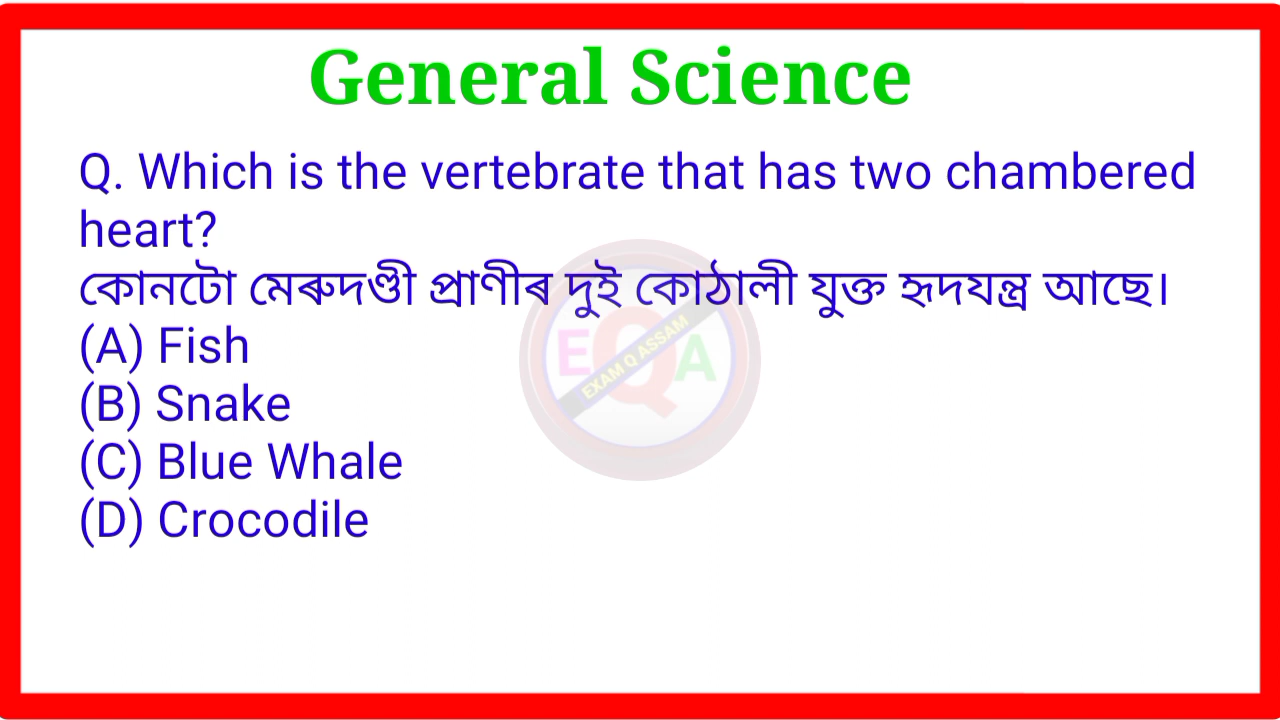 General Science
Q. Which is the vertebrate that has two chambered
heart?
কোনটো মেৰুদণ্ডী প্ৰাণীৰ দুই কোঠালী যুক্ত হৃদযন্ত্ৰ আছে।
(A) Fish
(B) Snake
(C) Blue Whale
(D) Crocodile
EQA
EXAM Q ASSAM